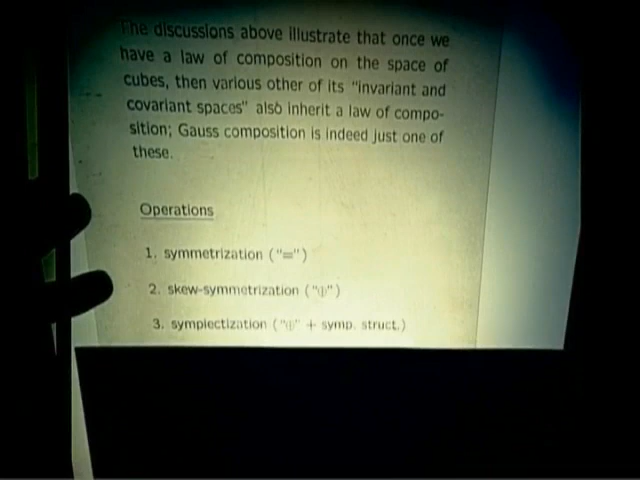 The discussions above illustrate that once we
have a law of composition on the space of
cubes, then various other of its "invariant and
covariant spaces" also inherit a law of compo-
sition; Gauss composition is indeed just one of
these.
Operations
1. symmetrization ("=")
2. skew-symmetrization ("⊕")
3. symplectization ("⊕" + symp. struct.)